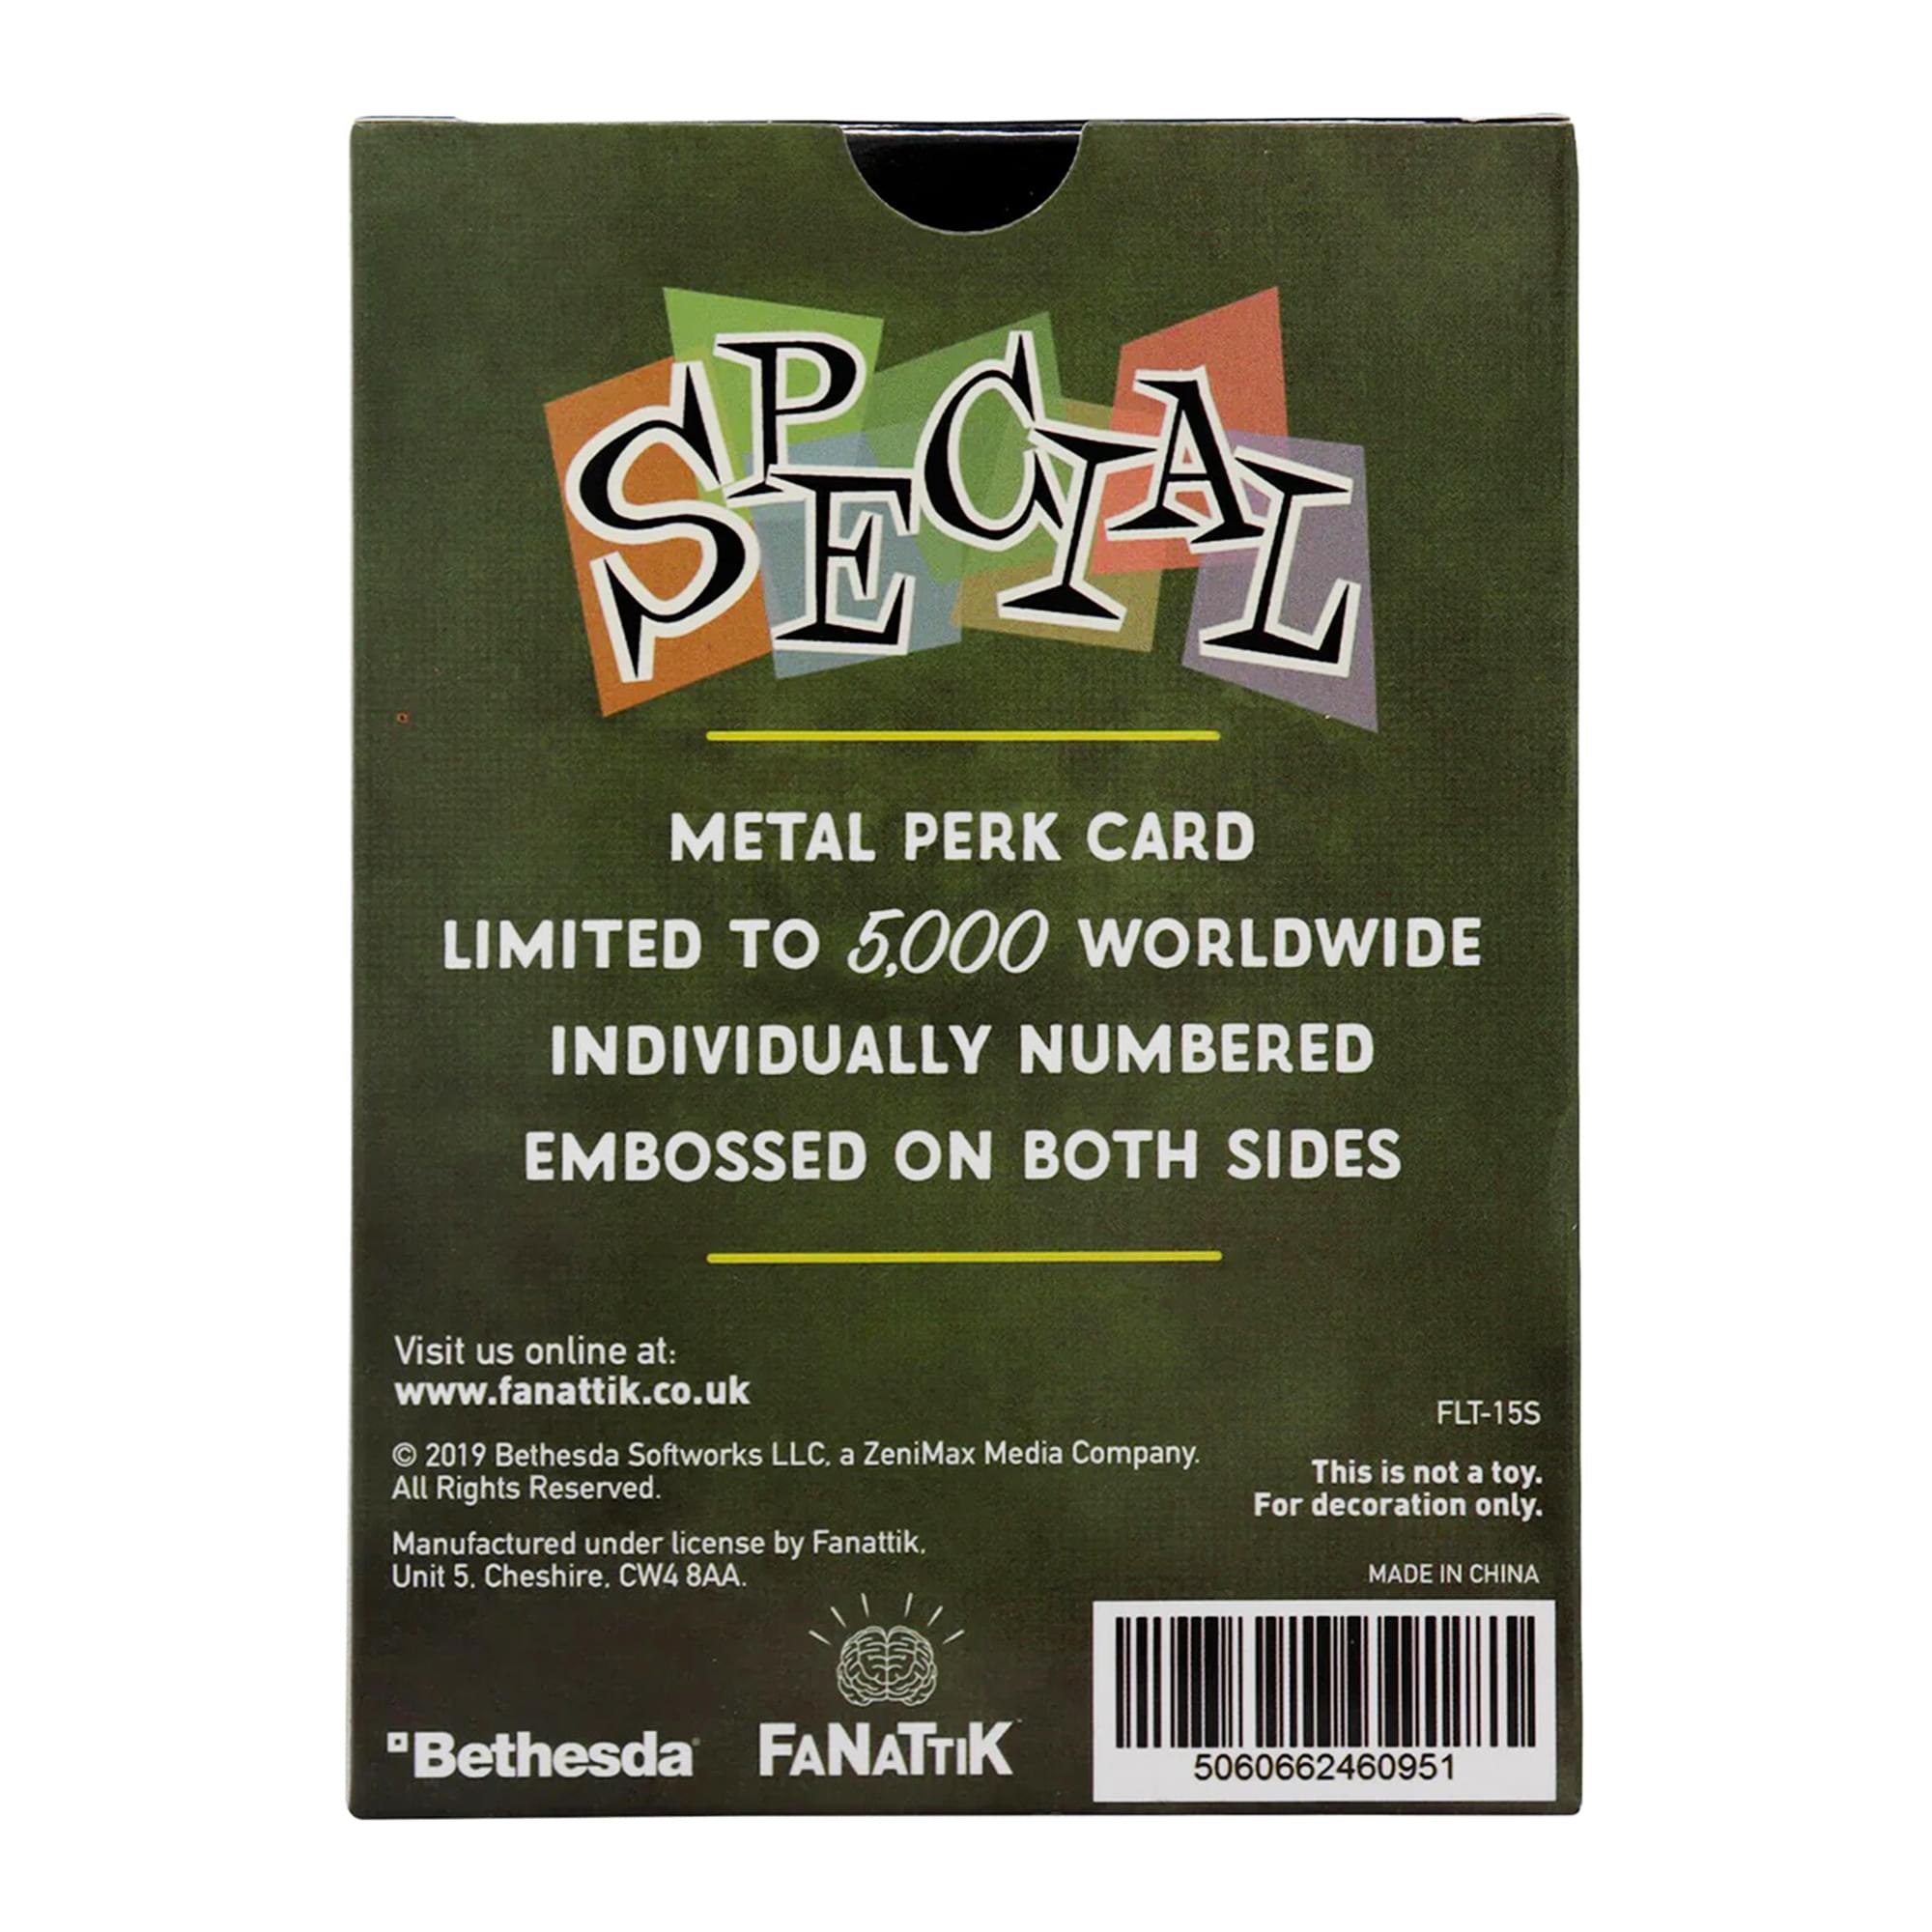 SPECIAL
METAL PERK CARD
LIMITED TO 5,000 WORLDWIDE
INDIVIDUALLY NUMBERED
EMBOSSED ON BOTH SIDES
Visit us online at:
www.fanattik.co.uk
© 2019 Bethesda Softworks LLC, a ZeniMax Media Company.
All Rights Reserved.
Manufactured under license by Fanattik,
Unit 5, Cheshire, CW4 8AA.
Bethesda®
FANATTIK™
FLT-15S
This is not a toy.
For decoration only.
MADE IN CHINA
5060662460951